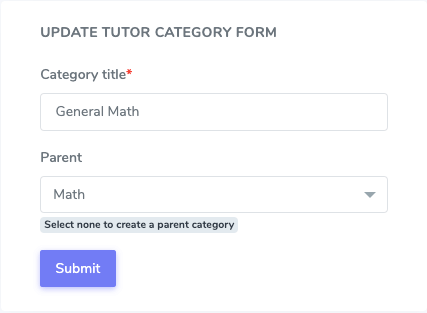 UPDATE TUTOR CATEGORY FORM
Category title*
General Math
Parent
Math
Select none to create a parent category
Submit